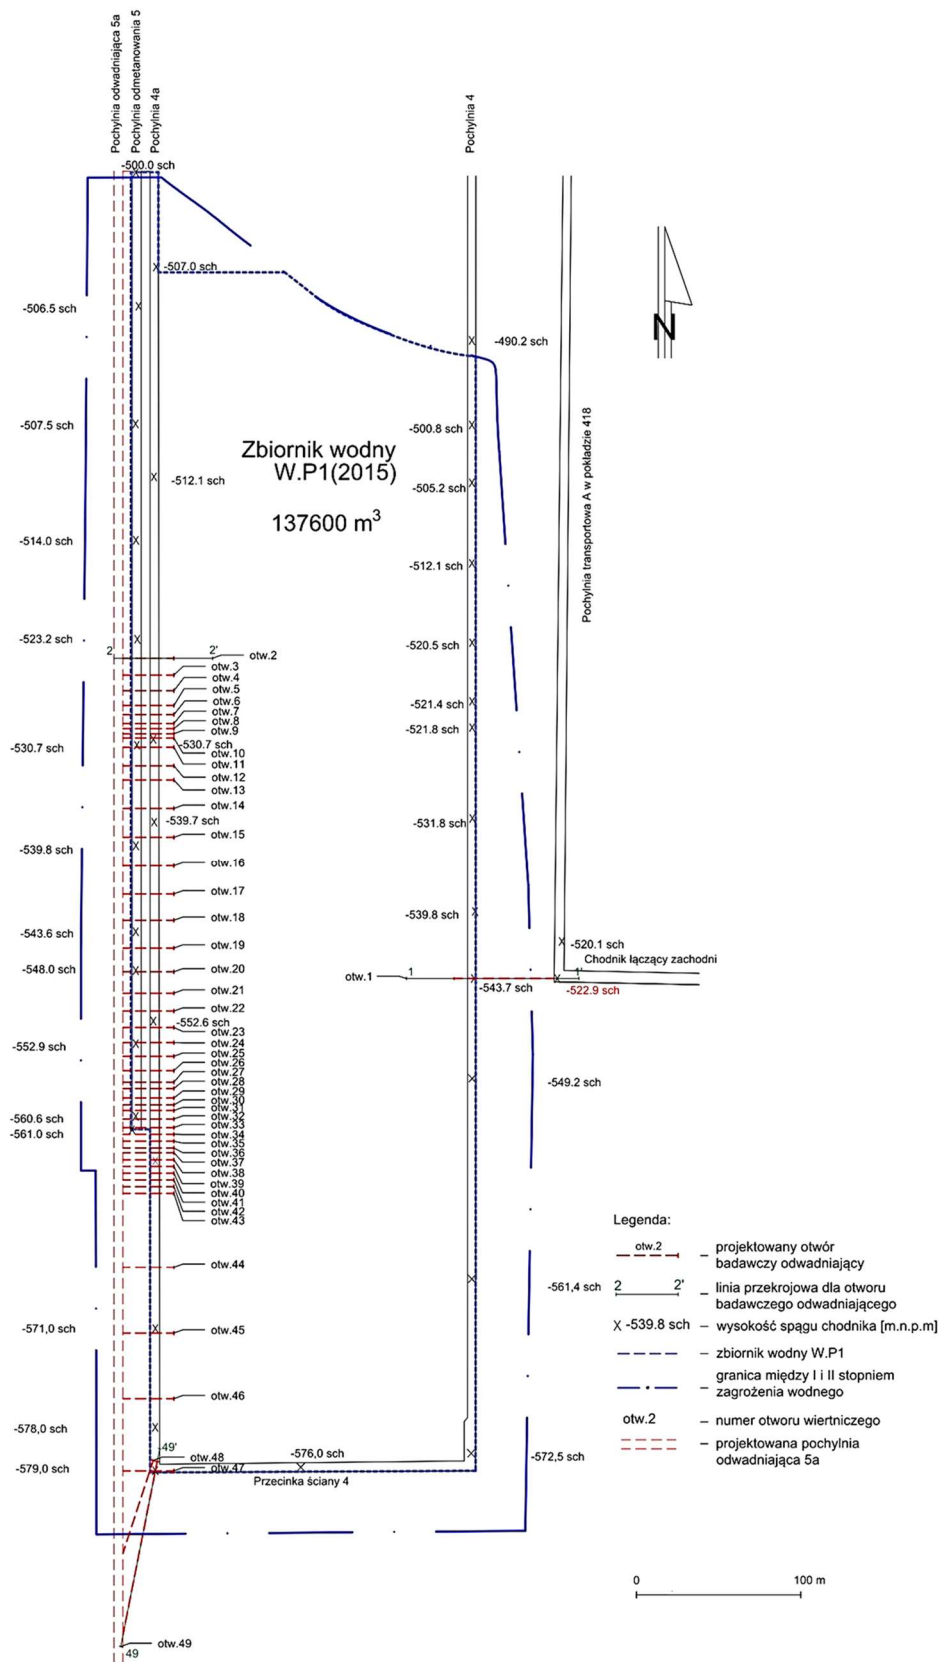 Pochylnia odwadniająca 5a
Pochylnia odmetanowania 5
Pochylnia 4a
Pochylnia 4
-500.0 sch
-507.0 sch
-506.5 sch
N
-490.2 sch
Pochylnia transportowa A w pokładzie 418
-507.5 sch
-500.8 sch
Zbiornik wodny
W.P1(2015)
137600 m³
-512.1 sch
-505.2 sch
-514.0 sch
-512.1 sch
-523.2 sch
-520.5 sch
2 2' otw.2
otw.3
otw.4
otw.5
otw.6
otw.7
otw.8
otw.9
-521.4 sch
-521.8 sch
-530.7 sch
-530.7 sch
otw.10
otw.11
otw.12
otw.13
otw.14
-539.7 sch
-531.8 sch
otw.15
-539.8 sch
otw.16
otw.17
otw.18
-539.8 sch
-543.6 sch
otw.19
-520.1 sch
Chodnik łączący zachodni
-548.0 sch
otw.20
otw.1 1 1'
-543.7 sch
-522.9 sch
otw.21
otw.22
-552.6 sch
otw.23
-552.9 sch
otw.24
otw.25
otw.26
otw.27
otw.28
otw.29
otw.30
otw.31
otw.32
otw.33
otw.34
otw.35
otw.36
otw.37
otw.38
otw.39
otw.40
otw.41
otw.42
otw.43
-549.2 sch
-560.6 sch
-561.0 sch
otw.44
-561,4 sch
-571,0 sch
otw.45
otw.46
-578,0 sch
49'
otw.48
-576,0 sch
-572,5 sch
-579,0 sch
otw.47
Przecinka ściany 4
otw.49
49
Legenda:
otw.2 – projektowany otwór
badawczy odwadniający
2 2' – linia przekrojowa dla otworu
badawczego odwadniającego
X -539.8 sch – wysokość spągu chodnika [m.n.p.m]
– zbiornik wodny W.P1
granica między I i II stopniem
– zagrożenia wodnego
otw.2 – numer otworu wiertniczego
– projektowana pochylnia
odwadniająca 5a
0 100 m